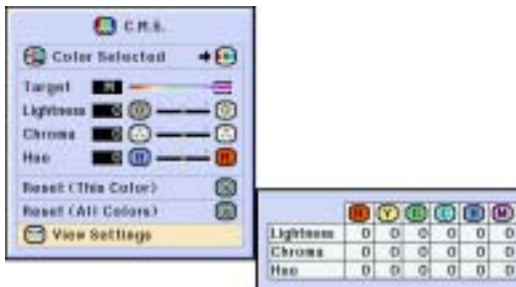 C.M.S.
Color Selected
Target M
Lightness 0
Chroma 0
Hue 0
Reset (This Color)
Reset (All Colors)
View Settings
R Y G C B M
Lightness 0 0 0 0 0 0
Chroma 0 0 0 0 0 0
Hue 0 0 0 0 0 0